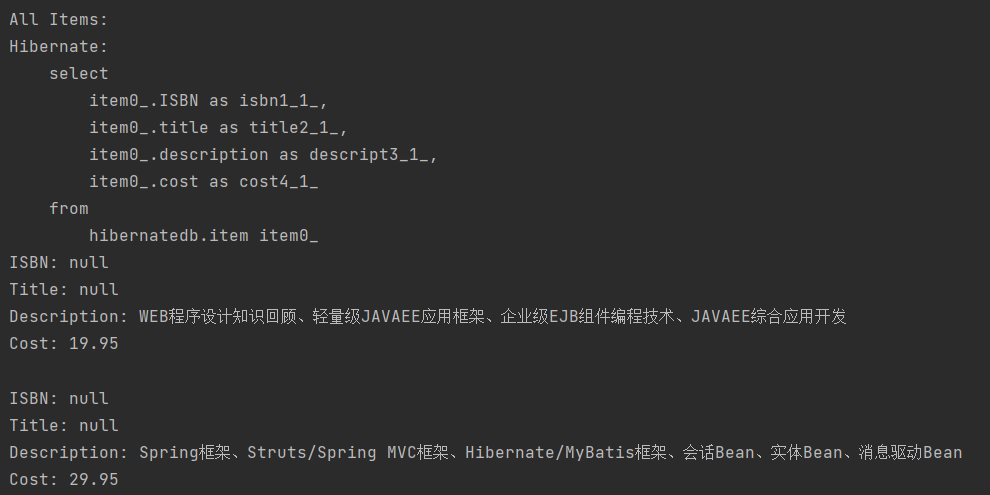 All Items:
Hibernate:
    select
        item0_.ISBN as isbn1_1_,
        item0_.title as title2_1_,
        item0_.description as descript3_1_,
        item0_.cost as cost4_1_
    from
        hibernatedb.item item0_
ISBN: null
Title: null
Description: WEB程序设计知识回顾、轻量级JAVAEE应用框架、企业级EJB组件编程技术、JAVAEE综合应用开发
Cost: 19.95

ISBN: null
Title: null
Description: Spring框架、Struts/Spring MVC框架、Hibernate/MyBatis框架、会话Bean、实体Bean、消息驱动Bean
Cost: 29.95